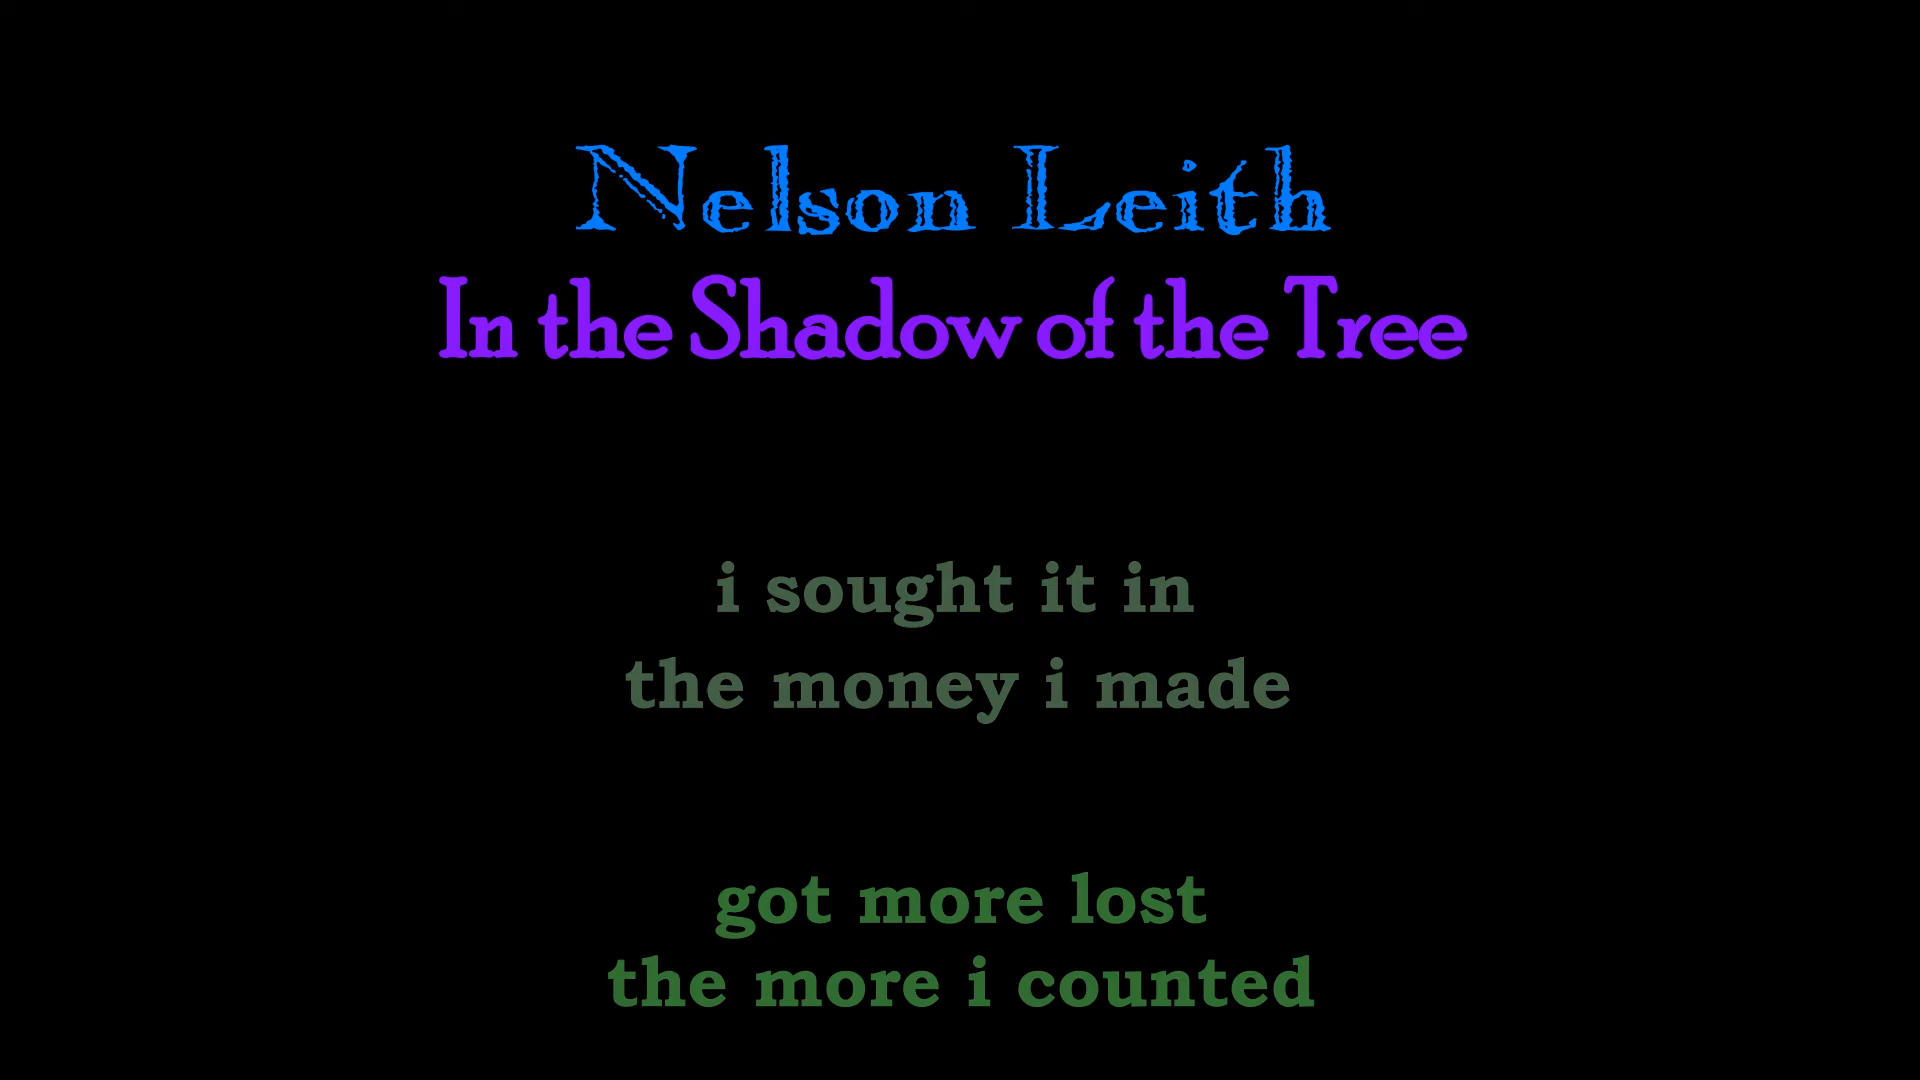 Nelson Leith
In the Shadow of the Tree
i sought it in
the money i made
got more lost
the more i counted